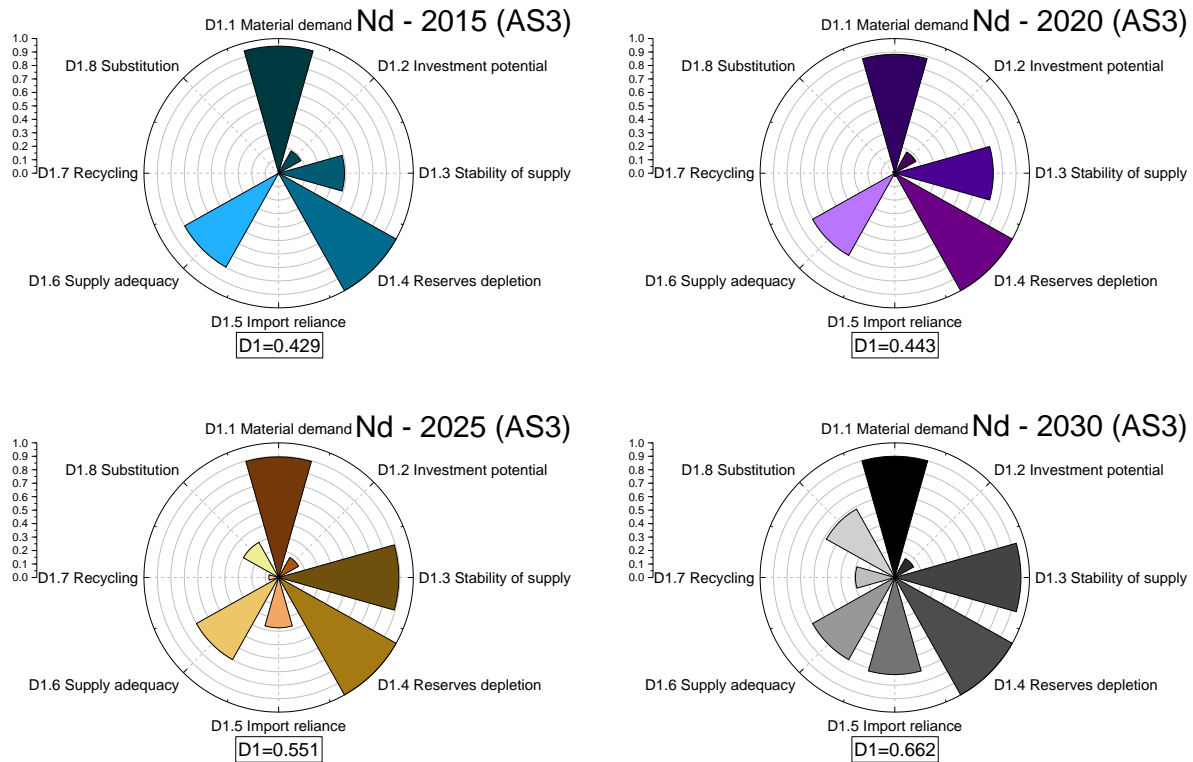 D1.1 Material demand
Nd - 2015 (AS3)
1.0
0.9
0.8
0.7
0.6
0.5
0.4
0.3
0.2
0.1
0.0
D1.8 Substitution
D1.2 Investment potential
D1.7 Recycling
D1.3 Stability of supply
D1.6 Supply adequacy
D1.4 Reserves depletion
D1.5 Import reliance
D1=0.429
D1.1 Material demand
Nd - 2020 (AS3)
1.0
0.9
0.8
0.7
0.6
0.5
0.4
0.3
0.2
0.1
0.0
D1.8 Substitution
D1.2 Investment potential
D1.7 Recycling
D1.3 Stability of supply
D1.6 Supply adequacy
D1.4 Reserves depletion
D1.5 Import reliance
D1=0.443
D1.1 Material demand
Nd - 2025 (AS3)
1.0
0.9
0.8
0.7
0.6
0.5
0.4
0.3
0.2
0.1
0.0
D1.8 Substitution
D1.2 Investment potential
D1.7 Recycling
D1.3 Stability of supply
D1.6 Supply adequacy
D1.4 Reserves depletion
D1.5 Import reliance
D1=0.551
D1.1 Material demand
Nd - 2030 (AS3)
1.0
0.9
0.8
0.7
0.6
0.5
0.4
0.3
0.2
0.1
0.0
D1.8 Substitution
D1.2 Investment potential
D1.7 Recycling
D1.3 Stability of supply
D1.6 Supply adequacy
D1.4 Reserves depletion
D1.5 Import reliance
D1=0.662